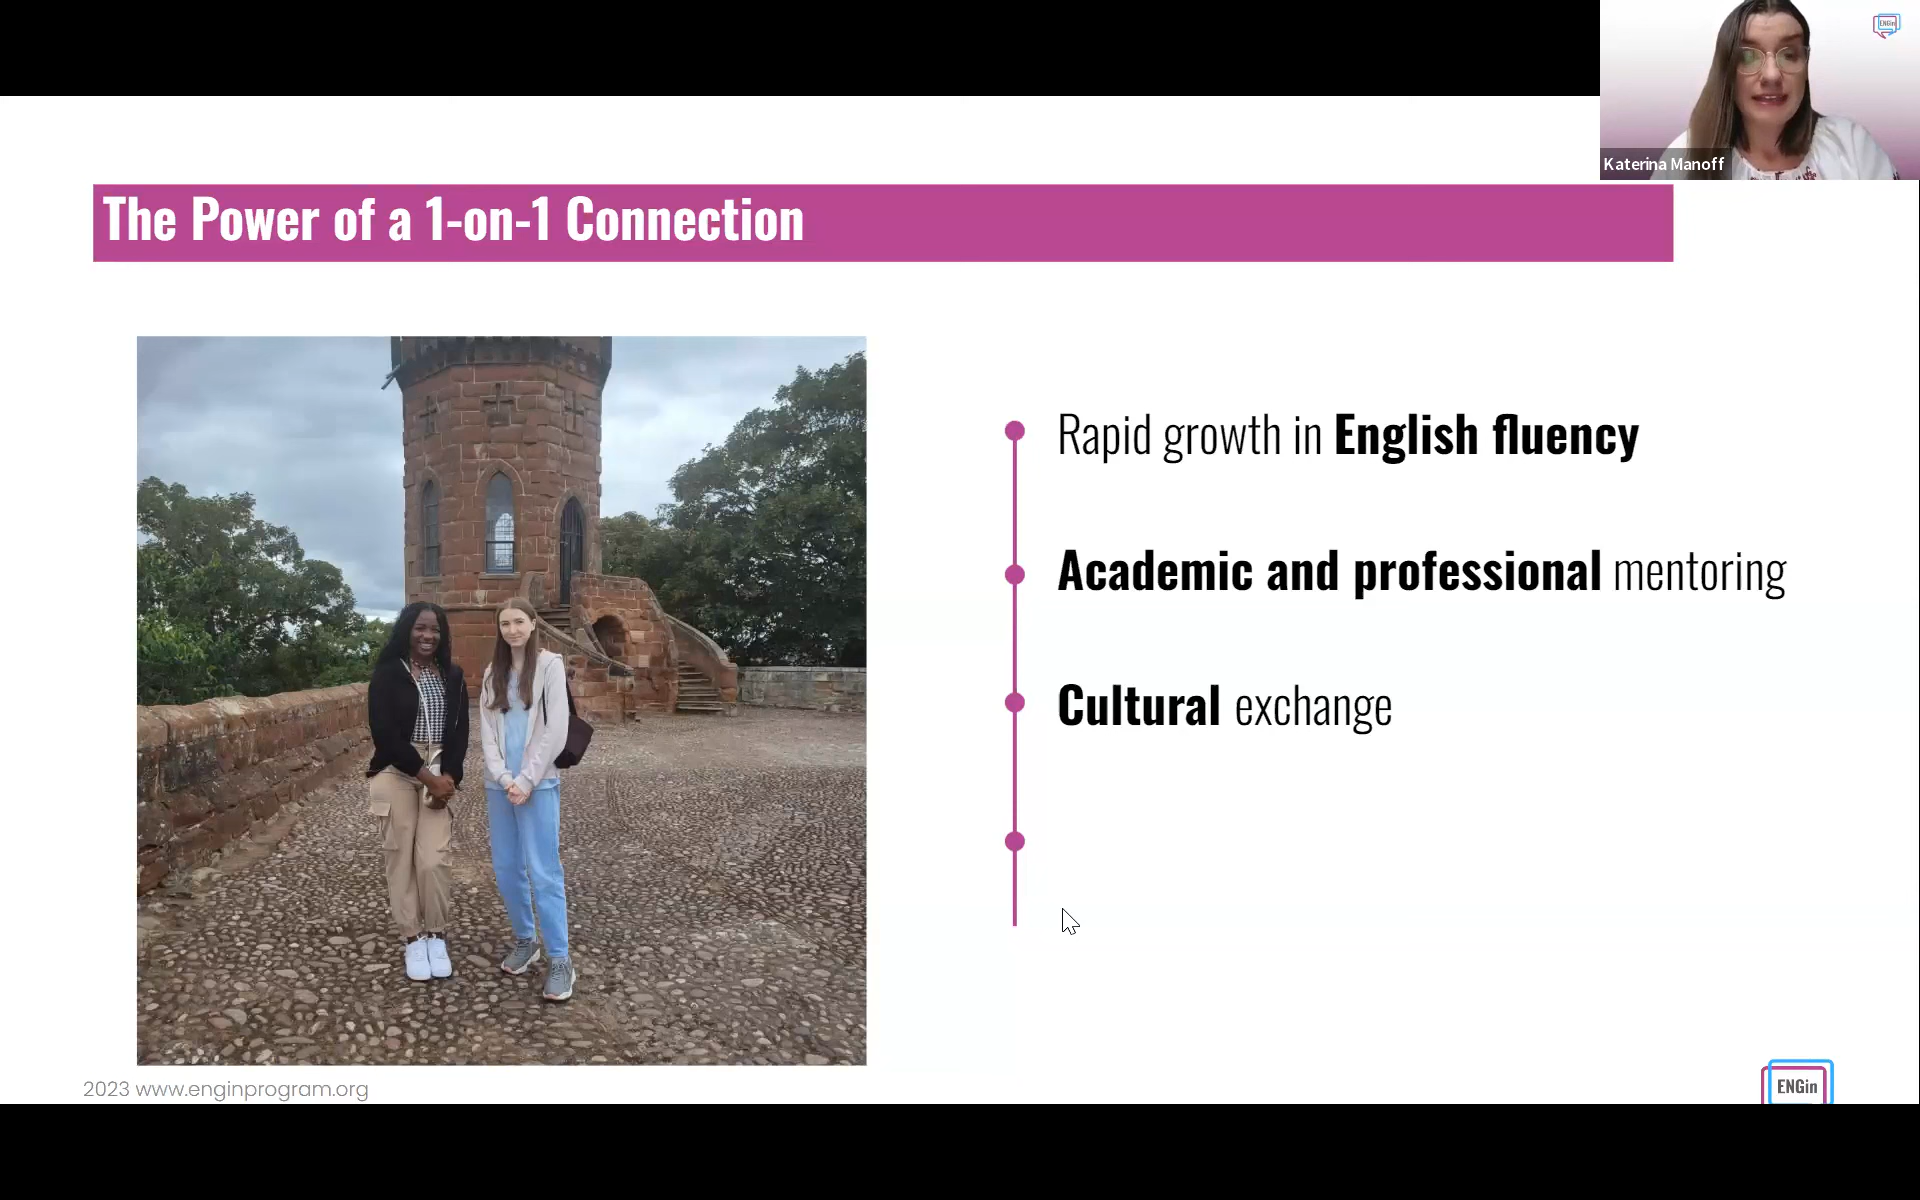 ENGin
Katerina Manoff
The Power of a 1-on-1 Connection
Rapid growth in English fluency
Academic and professional mentoring
Cultural exchange
2023 www.enginprogram.org
ENGin